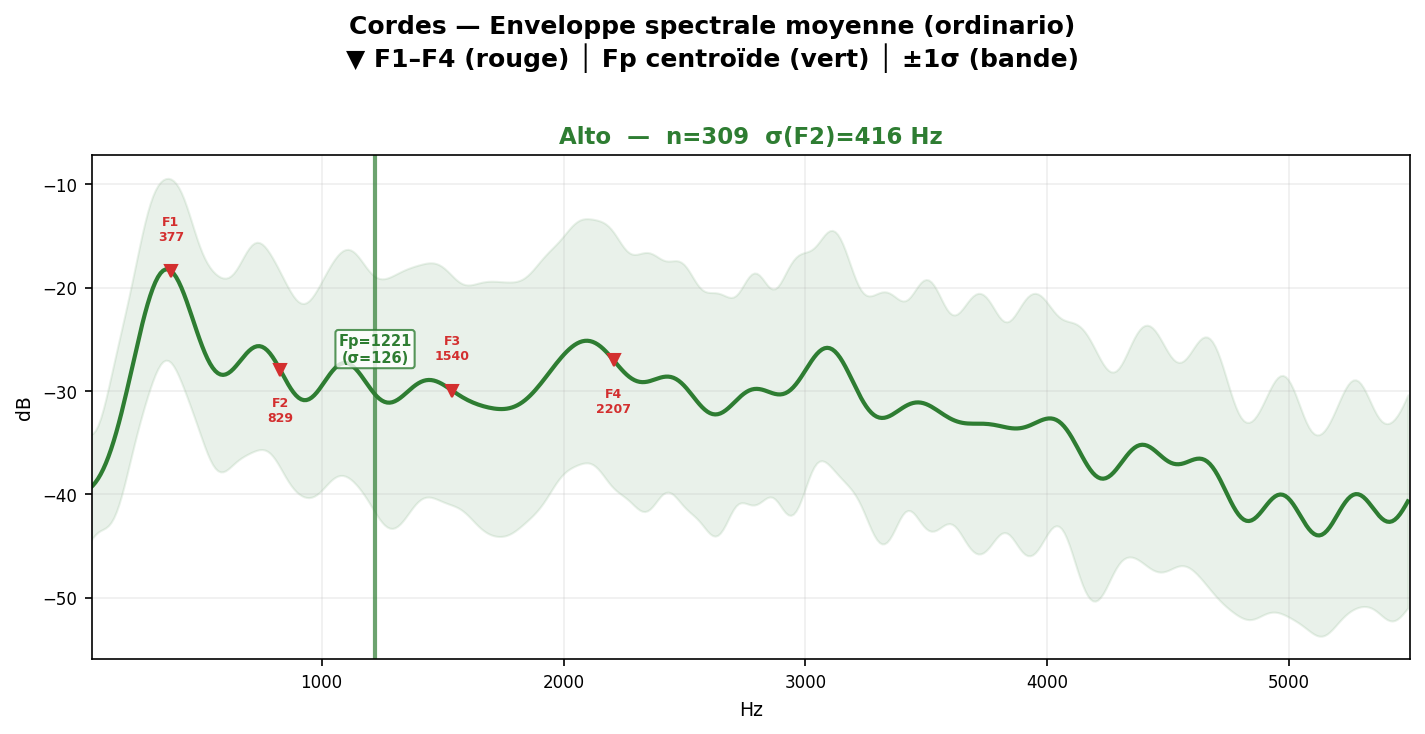 Cordes — Enveloppe spectrale moyenne (ordinario)
▼ F1–F4 (rouge) │ Fp centroïde (vert) │ ±1σ (bande)
Alto — n=309 σ(F2)=416 Hz
−10
−20
−30
−40
−50
dB
F1
377
F2
829
Fp=1221
(σ=126)
F3
1540
F4
2207
1000
2000
3000
4000
5000
Hz